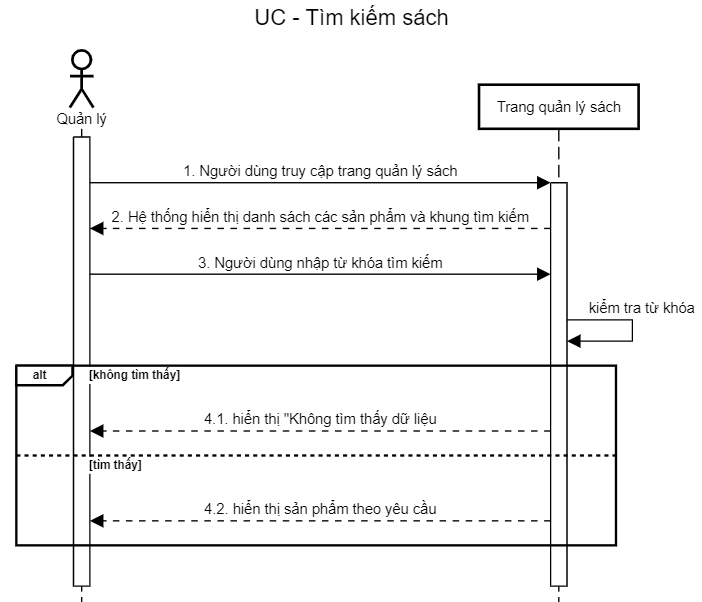 UC - Tìm kiếm sách
Quản lý
Trang quản lý sách
1. Người dùng truy cập trang quản lý sách
2. Hệ thống hiển thị danh sách các sản phẩm và khung tìm kiếm
3. Người dùng nhập từ khóa tìm kiếm
kiểm tra từ khóa
alt
[không tìm thấy]
4.1. hiển thị "Không tìm thấy dữ liệu
[tìm thấy]
4.2. hiển thị sản phẩm theo yêu cầu